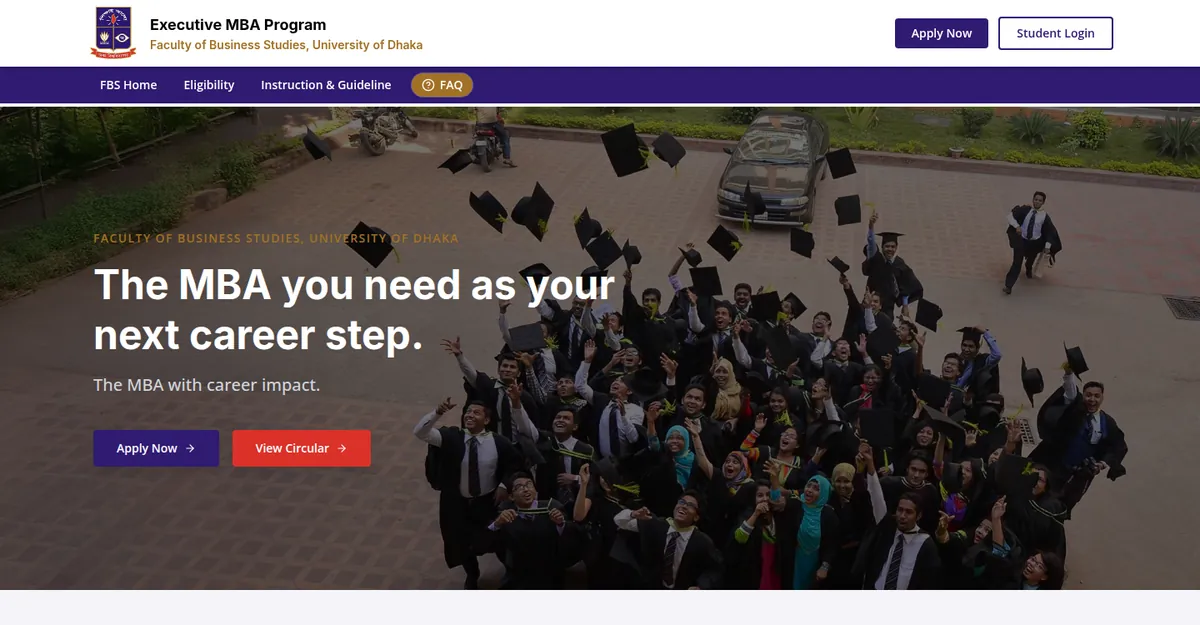 Executive MBA Program
Faculty of Business Studies, University of Dhaka
Apply Now
Student Login
FBS Home
Eligibility
Instruction & Guideline
FAQ
FACULTY OF BUSINESS STUDIES, UNIVERSITY OF DHAKA
The MBA you need as your
next career step.
The MBA with career impact.
Apply Now
View Circular